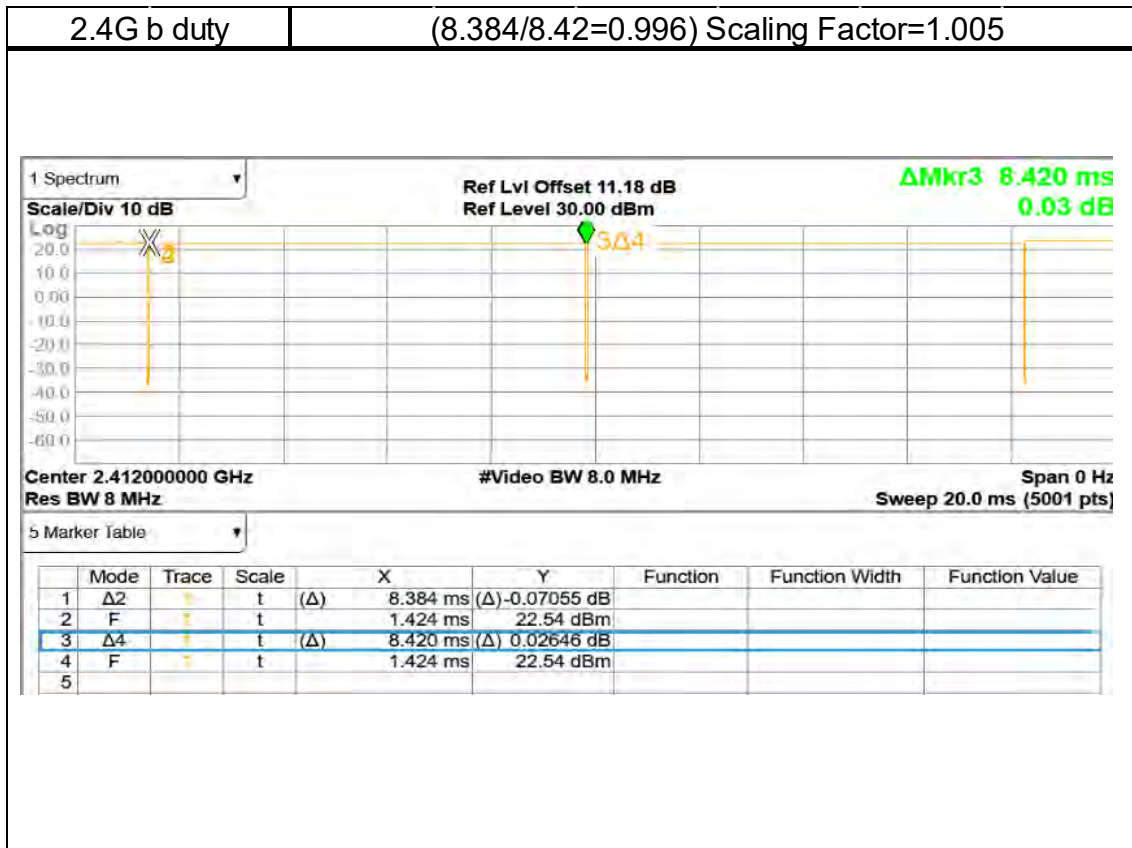 2.4G b duty (8.384/8.42=0.996) Scaling Factor=1.005
1 Spectrum ▼ Ref Lvl Offset 11.18 dB ΔMkr3 8.420 ms
Scale/Div 10 dB Ref Level 30.00 dBm 0.03 dB
Log
20.0
10.0
0.00
-10.0
-20.0
-30.0
-40.0
-50.0
-60.0
X2
3Δ4
Center 2.412000000 GHz #Video BW 8.0 MHz Span 0 Hz
Res BW 8 MHz Sweep 20.0 ms (5001 pts)
5 Marker Table ▼
Mode Trace Scale X Y Function Function Width Function Value
1 Δ2 1 t (Δ) 8.384 ms (Δ) -0.07055 dB
2 F 1 t 1.424 ms 22.54 dBm
3 Δ4 1 t (Δ) 8.420 ms (Δ) 0.02646 dB
4 F 1 t 1.424 ms 22.54 dBm
5